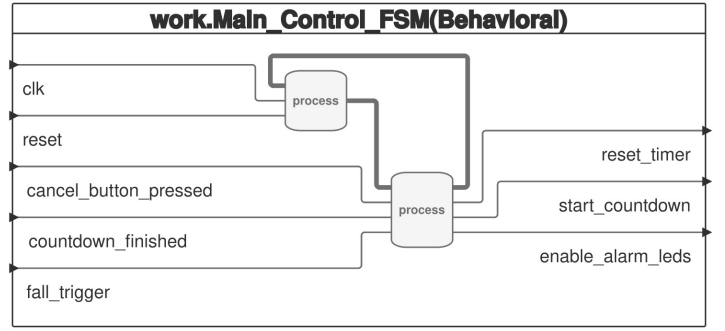 work.Main_Control_FSM(Behavioral)
clk
process
reset
reset_timer
cancel_button_pressed
process
start_countdown
countdown_finished
enable_alarm_leds
fall_trigger